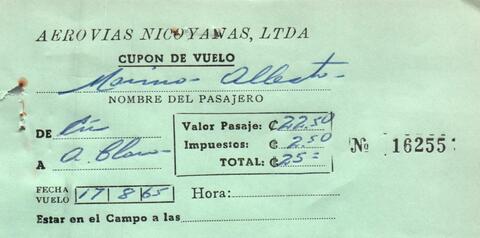 AEROVIAS NICOYANAS, LTDA
CUPON DE VUELO
NOMBRE DEL PASAJERO
DE
A
Valor Pasaje: ₡22.50
Impuestos: ₡ 2.50
TOTAL: ₡25=
Nº 16255
FECHA VUELO 17/8/65 Hora:
Estar en el Campo a las